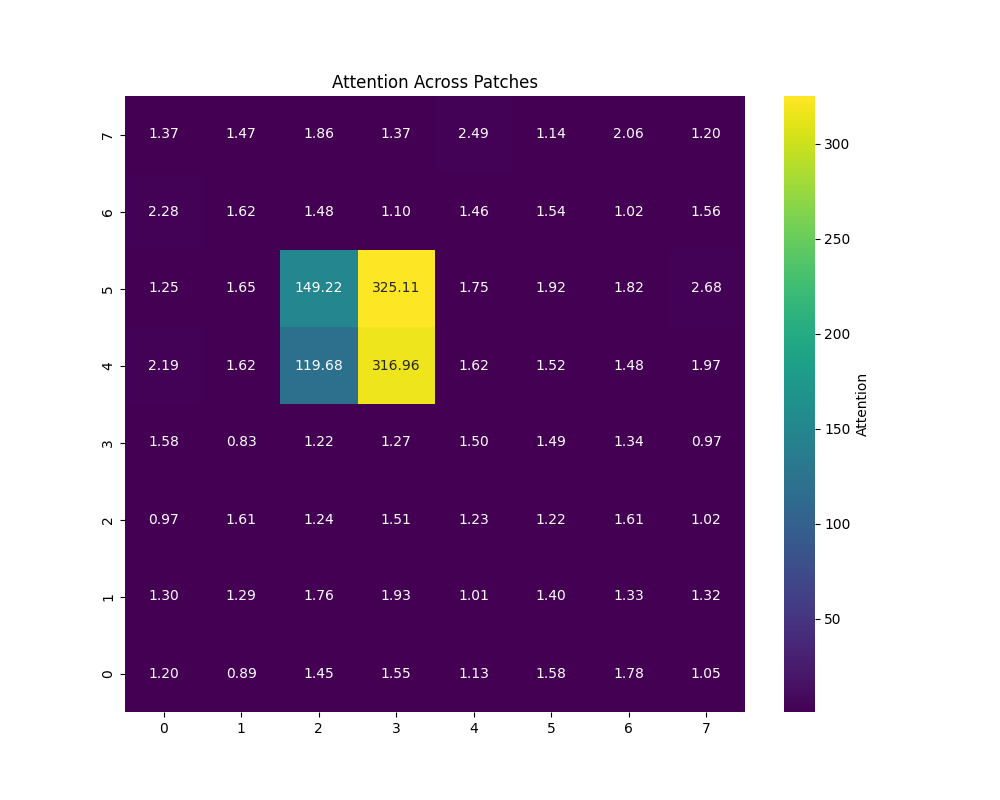 Attention Across Patches
7 1.37 1.47 1.86 1.37 2.49 1.14 2.06 1.20
6 2.28 1.62 1.48 1.10 1.46 1.54 1.02 1.56
5 1.25 1.65 149.22 325.11 1.75 1.92 1.82 2.68
4 2.19 1.62 119.68 316.96 1.62 1.52 1.48 1.97
3 1.58 0.83 1.22 1.27 1.50 1.49 1.34 0.97
2 0.97 1.61 1.24 1.51 1.23 1.22 1.61 1.02
1 1.30 1.29 1.76 1.93 1.01 1.40 1.33 1.32
0 1.20 0.89 1.45 1.55 1.13 1.58 1.78 1.05
0 1 2 3 4 5 6 7
300
250
200
150
100
50
Attention